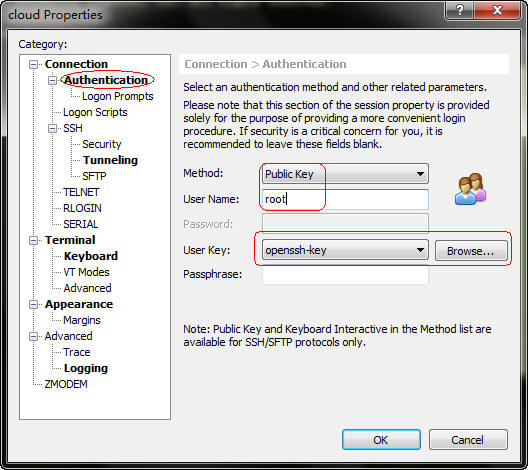 cloud Properties
Category:
Connection
Authentication
Logon Prompts
Logon Scripts
SSH
Security
Tunneling
SFTP
TELNET
RLOGIN
SERIAL
Terminal
Keyboard
VT Modes
Advanced
Appearance
Margins
Advanced
Trace
Logging
ZMODEM
Connection > Authentication
Select an authentication method and other related parameters.
Please note that this section of the session property is provided
solely for the purpose of providing a more convenient login
procedure. If security is a critical concern for you, it is
recommended to leave these fields blank.
Method: Public Key
User Name: root
Password:
User Key: openssh-key Browse...
Passphrase:
Note: Public Key and Keyboard Interactive in the Method list are
available for SSH/SFTP protocols only.
OK Cancel